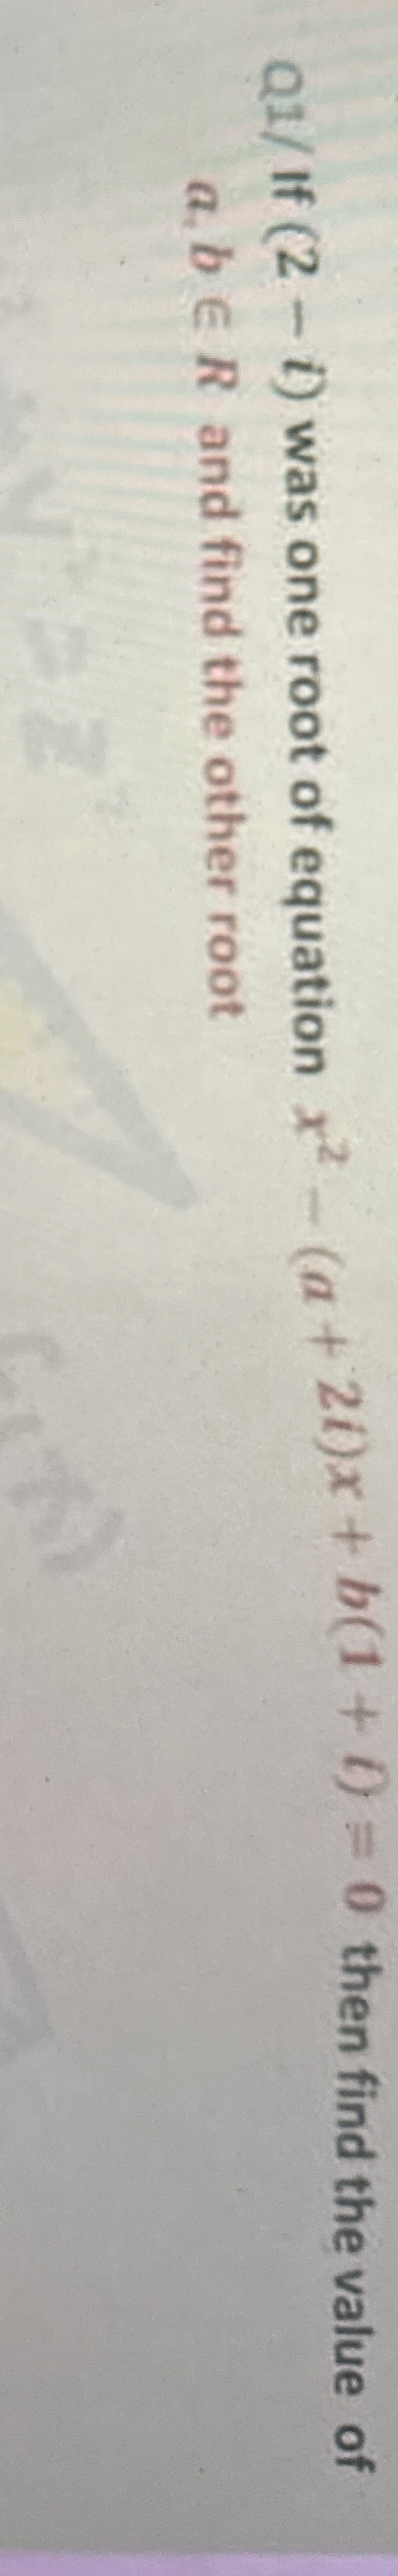 Q1/ If (2 − i) was one root of equation x² − (a + 2i)x + b(1 + i) = 0 then find the value of
a, b ∈ R and find the other root